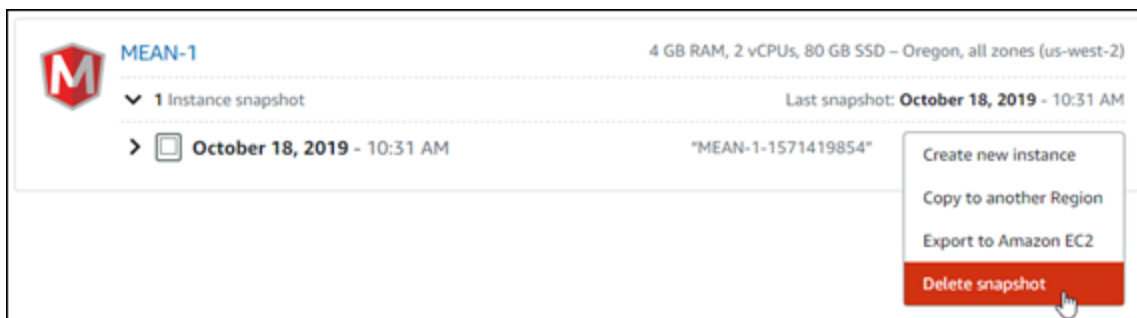 M
MEAN-1 4 GB RAM, 2 vCPUs, 80 GB SSD – Oregon, all zones (us-west-2)
1 Instance snapshot Last snapshot: October 18, 2019 - 10:31 AM
October 18, 2019 - 10:31 AM "MEAN-1-1571419854"
Create new instance
Copy to another Region
Export to Amazon EC2
Delete snapshot